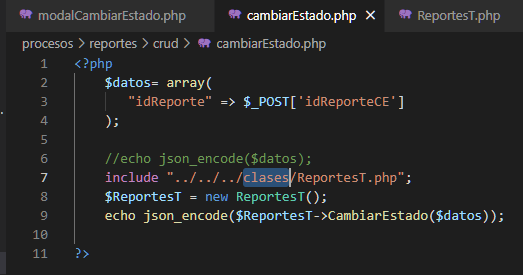 modalCambiarEstado.php cambiarEstado.php × ReportesT.php
procesos > reportes > crud > cambiarEstado.php
1 <?php
2 $datos= array(
3 "idReporte" => $_POST['idReporteCE']
4 );
5
6 //echo json_encode($datos);
7 include "../../../clases/ReportesT.php";
8 $ReportesT = new ReportesT();
9 echo json_encode($ReportesT->CambiarEstado($datos));
10
11 ?>